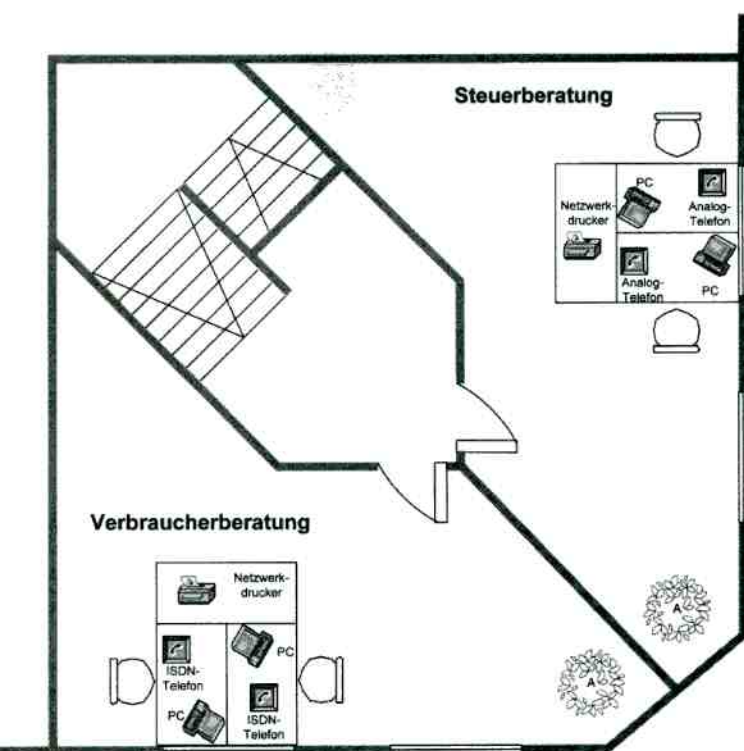 Steuerberatung
PC
Netzwerk-
drucker
Analog-
Telefon
Analog-
Telefon
PC
Verbraucherberatung
Netzwerk-
drucker
ISDN-
Telefon
PC
PC
ISDN-
Telefon
A
A